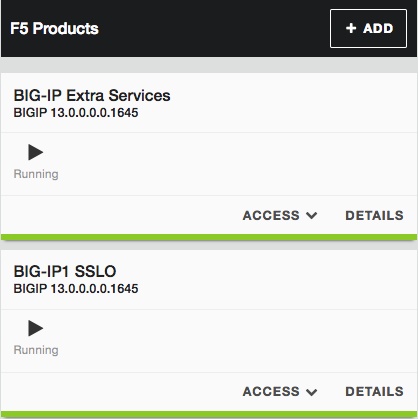 F5 Products
+ ADD
BIG-IP Extra Services
BIGIP 13.0.0.0.0.1645
Running
ACCESS DETAILS
BIG-IP1 SSLO
BIGIP 13.0.0.0.0.1645
Running
ACCESS DETAILS